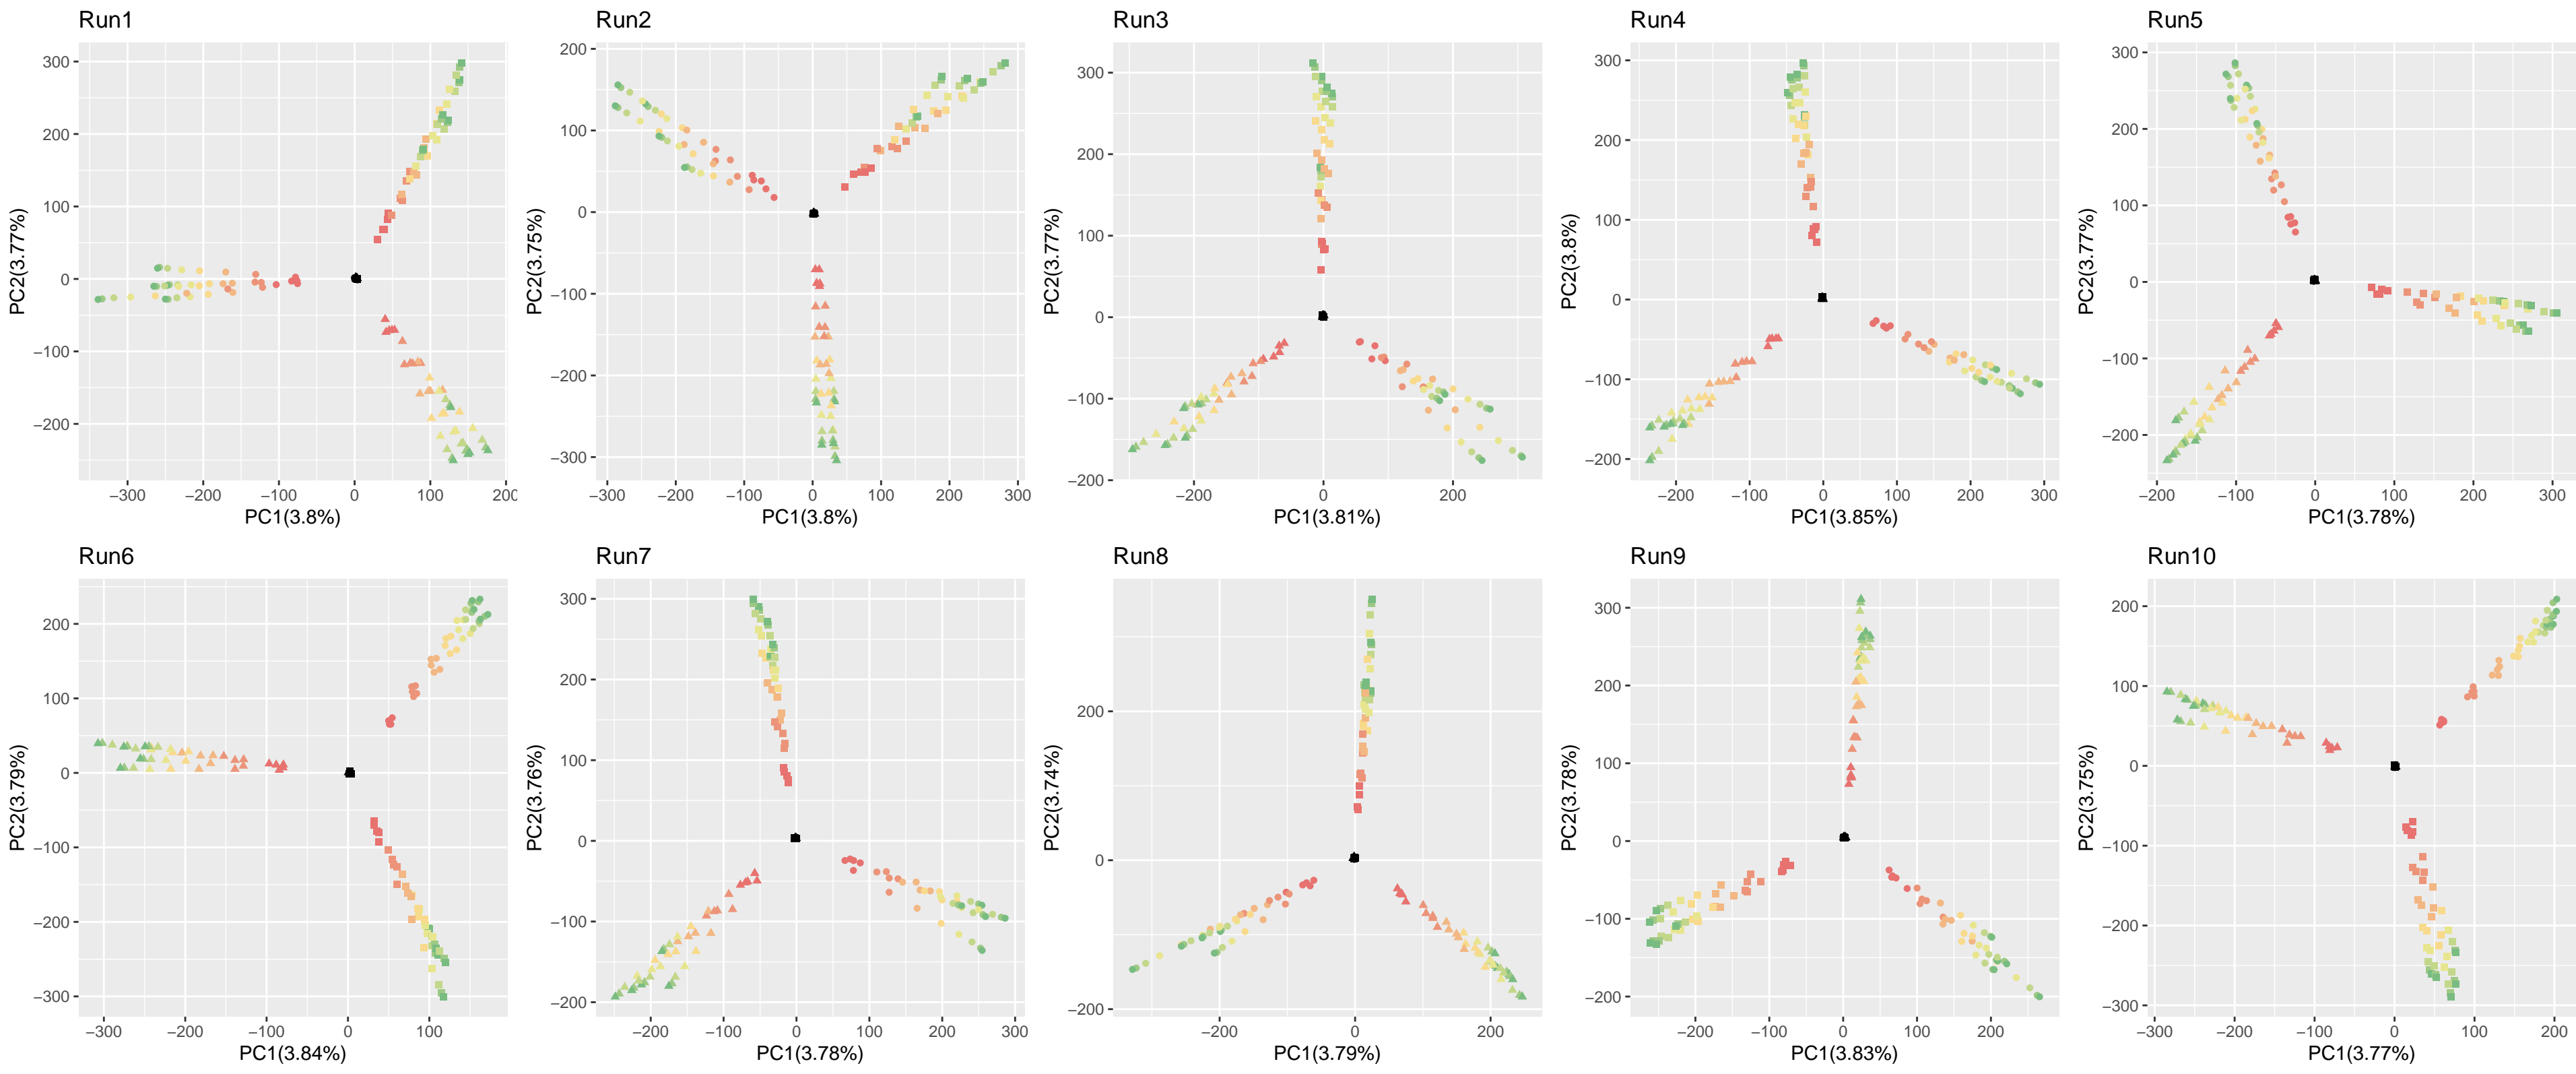 Run1 Run2 Run3 Run4 Run5
300 200 300 300 300
200 100 200 200 200
100 0 100 100 100
0 −100 0 0 0
−100 −200 −100 −100 −100
−200 −300 −200 −200 −200
PC2(3.77%) PC2(3.75%) PC2(3.77%) PC2(3.8%) PC2(3.77%)
−300 −200 −100 0 100 200 −300 −200 −100 0 100 200 300 −200 0 200 −200 −100 0 100 200 300 −200 −100 0 100 200 300
PC1(3.8%) PC1(3.8%) PC1(3.81%) PC1(3.85%) PC1(3.78%)
Run6 Run7 Run8 Run9 Run10
200 300 200 300 200
100 200 0 200 100
0 100 −200 100 0
−100 0 0 −100
−200 −100 −100 −200
−300 −200 −200 −300
PC2(3.79%) PC2(3.76%) PC2(3.74%) PC2(3.78%) PC2(3.75%)
−300 −200 −100 0 100 −200 −100 0 100 200 300 −200 0 200 −200 −100 0 100 200 −300 −200 −100 0 100 200
PC1(3.84%) PC1(3.78%) PC1(3.79%) PC1(3.83%) PC1(3.77%)